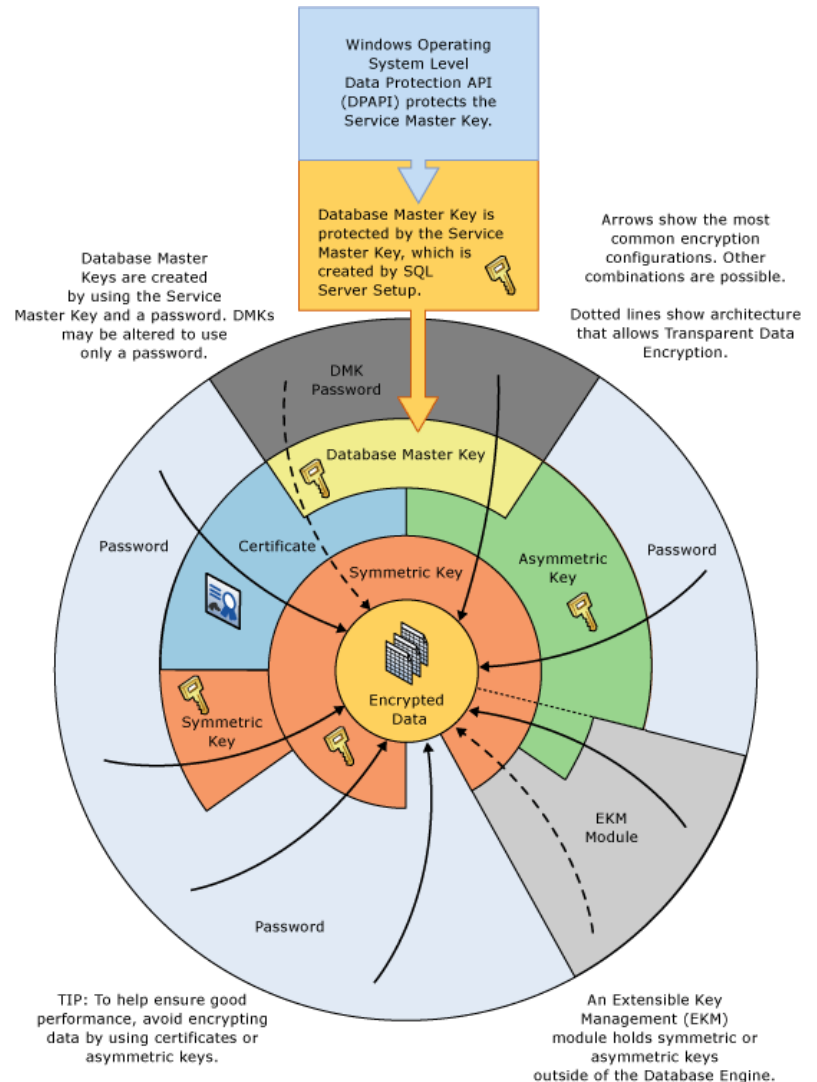 Windows Operating
System Level
Data Protection API
(DPAPI) protects the
Service Master Key.
Database Master Key is
protected by the Service
Master Key, which is
created by SQL
Server Setup.
Database Master
Keys are created
by using the Service
Master Key and a password. DMKs
may be altered to use
only a password.
Arrows show the most
common encryption
configurations. Other
combinations are possible.
Dotted lines show architecture
that allows Transparent Data
Encryption.
DMK
Password
Database Master Key
Password
Certificate
Symmetric Key
Asymmetric
Key
Password
Encrypted
Data
Symmetric
Key
EKM
Module
Password
TIP: To help ensure good
performance, avoid encrypting
data by using certificates or
asymmetric keys.
An Extensible Key
Management (EKM)
module holds symmetric or
asymmetric keys
outside of the Database Engine.